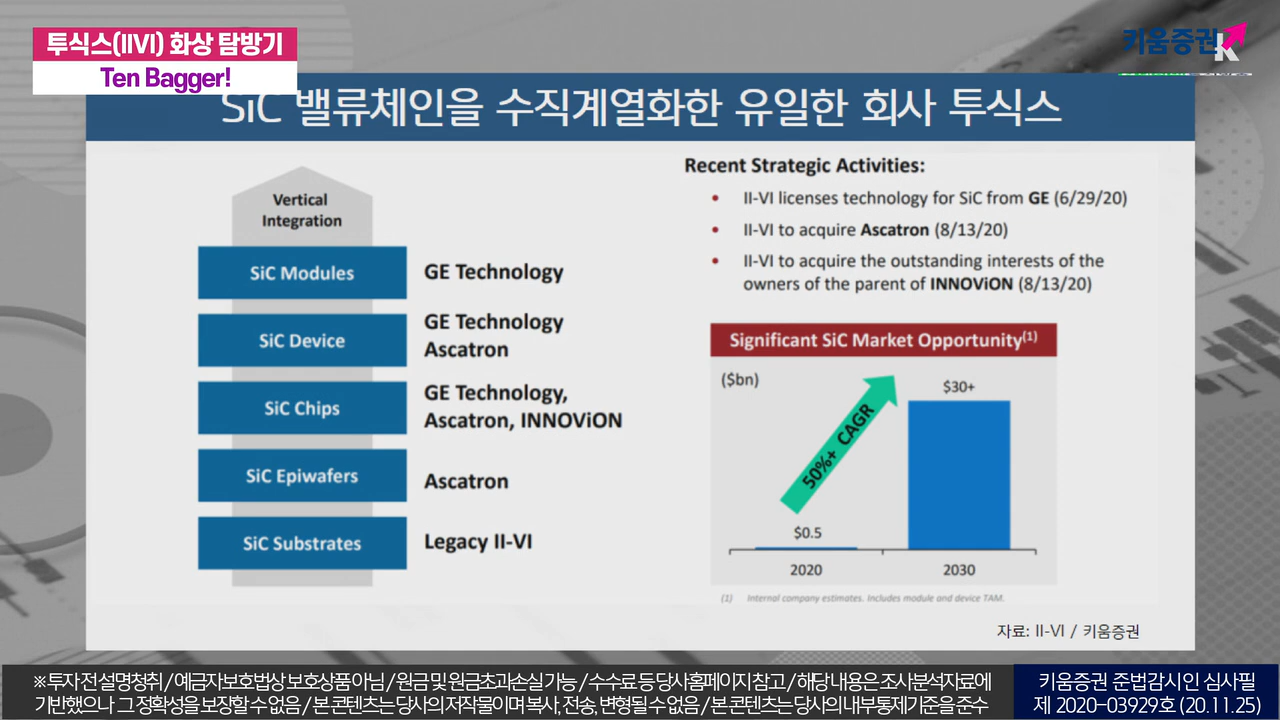 투식스(IIVI) 화상 탐방기
Ten Bagger!
키움증권
SiC 밸류체인을 수직계열화한 유일한 회사 투식스
Vertical
Integration
SiC Modules
GE Technology
SiC Device
GE Technology
Ascatron
SiC Chips
GE Technology,
Ascatron, INNOViON
SiC Epiwafers
Ascatron
SiC Substrates
Legacy II-VI
Recent Strategic Activities:
• II-VI licenses technology for SiC from GE (6/29/20)
• II-VI to acquire Ascatron (8/13/20)
• II-VI to acquire the outstanding interests of the
owners of the parent of INNOViON (8/13/20)
Significant SiC Market Opportunity(1)
($bn)
50%+ CAGR
$30+
$0.5
2020
2030
(1) Internal company estimates. Includes module and device TAM.
자료: II-VI / 키움증권
※ 투자 전 설명청취 / 예금자보호법상 보호상품 아님 / 원금 및 원금초과손실 가능 / 수수료 등 당사홈페이지 참고 / 해당 내용은 조사분석자료에
기반했으나 그 정확성을 보장할 수 없음 / 본 콘텐츠는 당사의 저작물이며 복사, 전송, 변형될 수 없음 / 본 콘텐츠는 당사의 내부통제기준을 준수
키움증권 준법감시인 심사필
제 2020-03929호 (20.11.25)